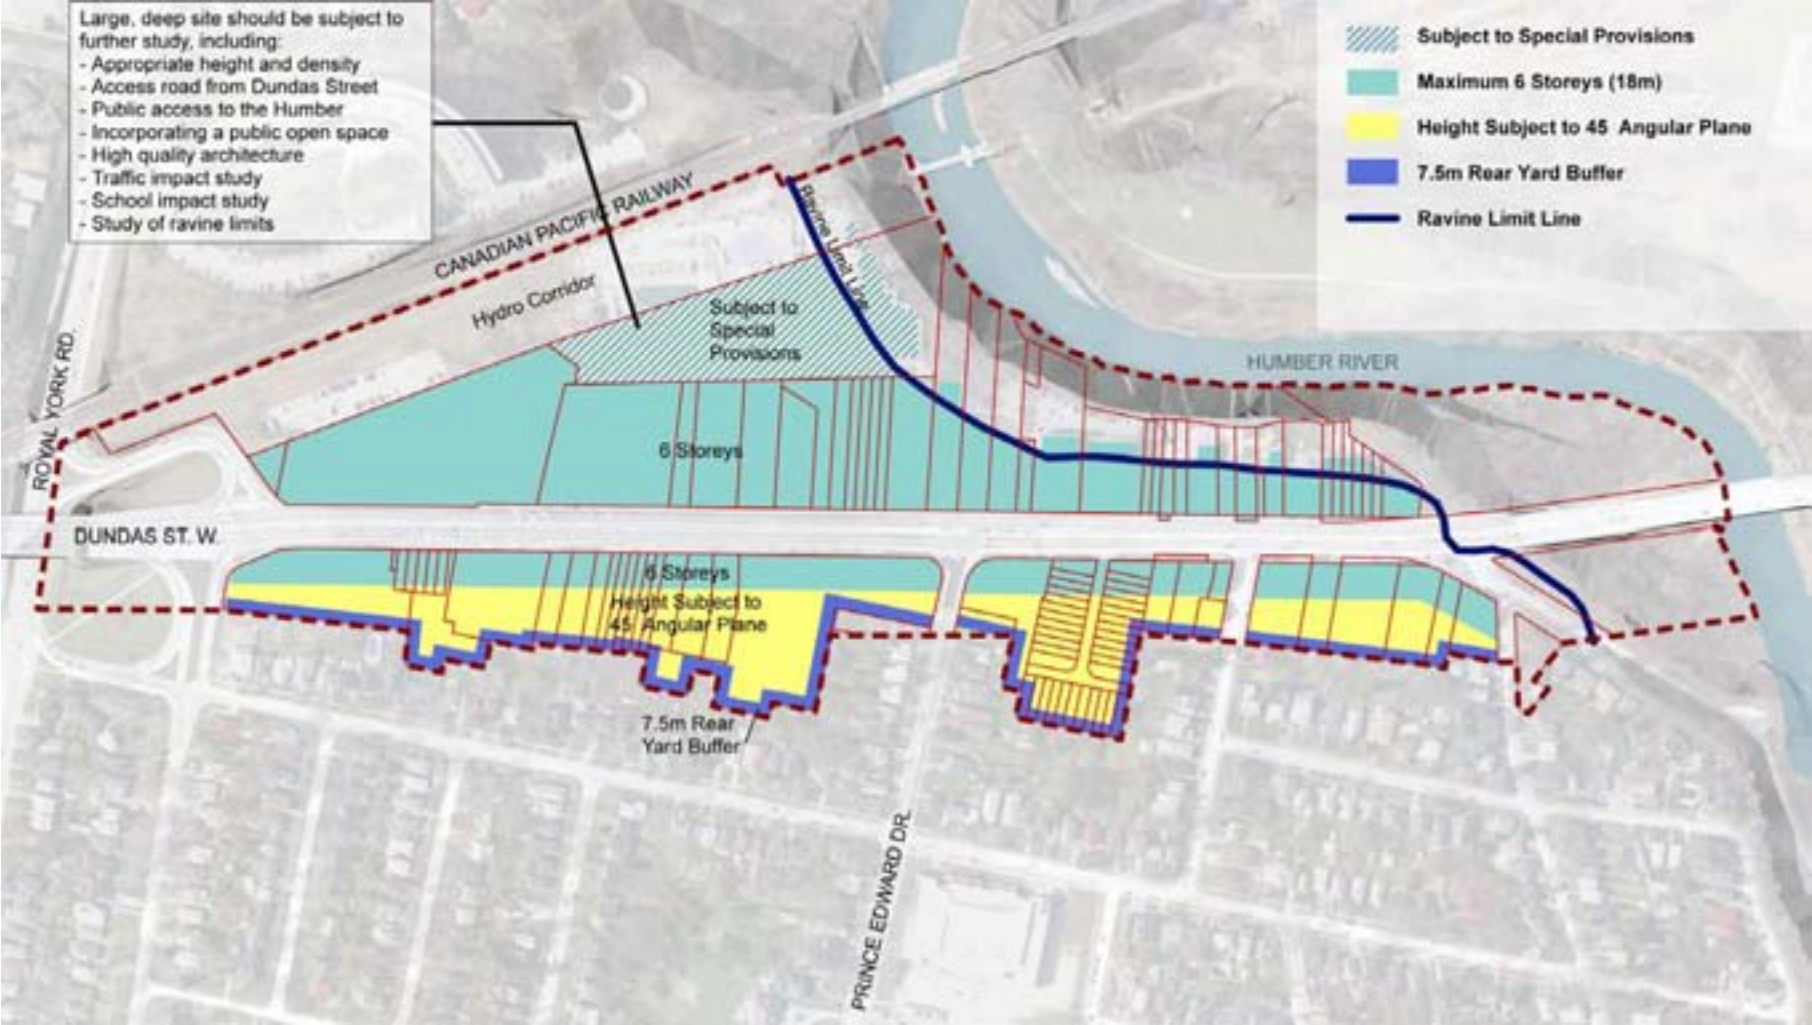 Large, deep site should be subject to
further study, including:
- Appropriate height and density
- Access road from Dundas Street
- Public access to the Humber
- Incorporating a public open space
- High quality architecture
- Traffic impact study
- School impact study
- Study of ravine limits
Subject to Special Provisions
Maximum 6 Storeys (18m)
Height Subject to 45 Angular Plane
7.5m Rear Yard Buffer
Ravine Limit Line
CANADIAN PACIFIC RAILWAY
Hydro Corridor
Ravine Limit Line
Subject to
Special
Provisions
HUMBER RIVER
ROYAL YORK RD.
6 Storeys
DUNDAS ST. W.
6 Storeys
Height Subject to
45 Angular Plane
7.5m Rear
Yard Buffer
PRINCE EDWARD DR.